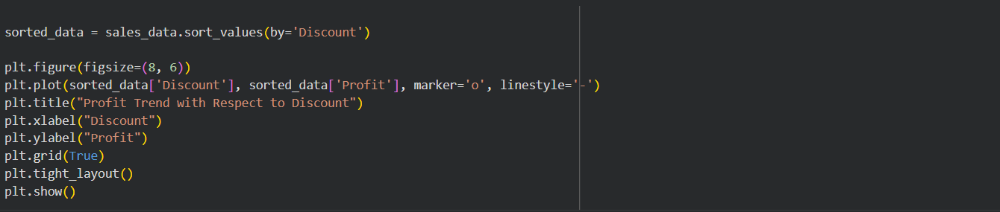 sorted_data = sales_data.sort_values(by='Discount')
plt.figure(figsize=(8, 6))
plt.plot(sorted_data['Discount'], sorted_data['Profit'], marker='o', linestyle='-')
plt.title("Profit Trend with Respect to Discount")
plt.xlabel("Discount")
plt.ylabel("Profit")
plt.grid(True)
plt.tight_layout()
plt.show()